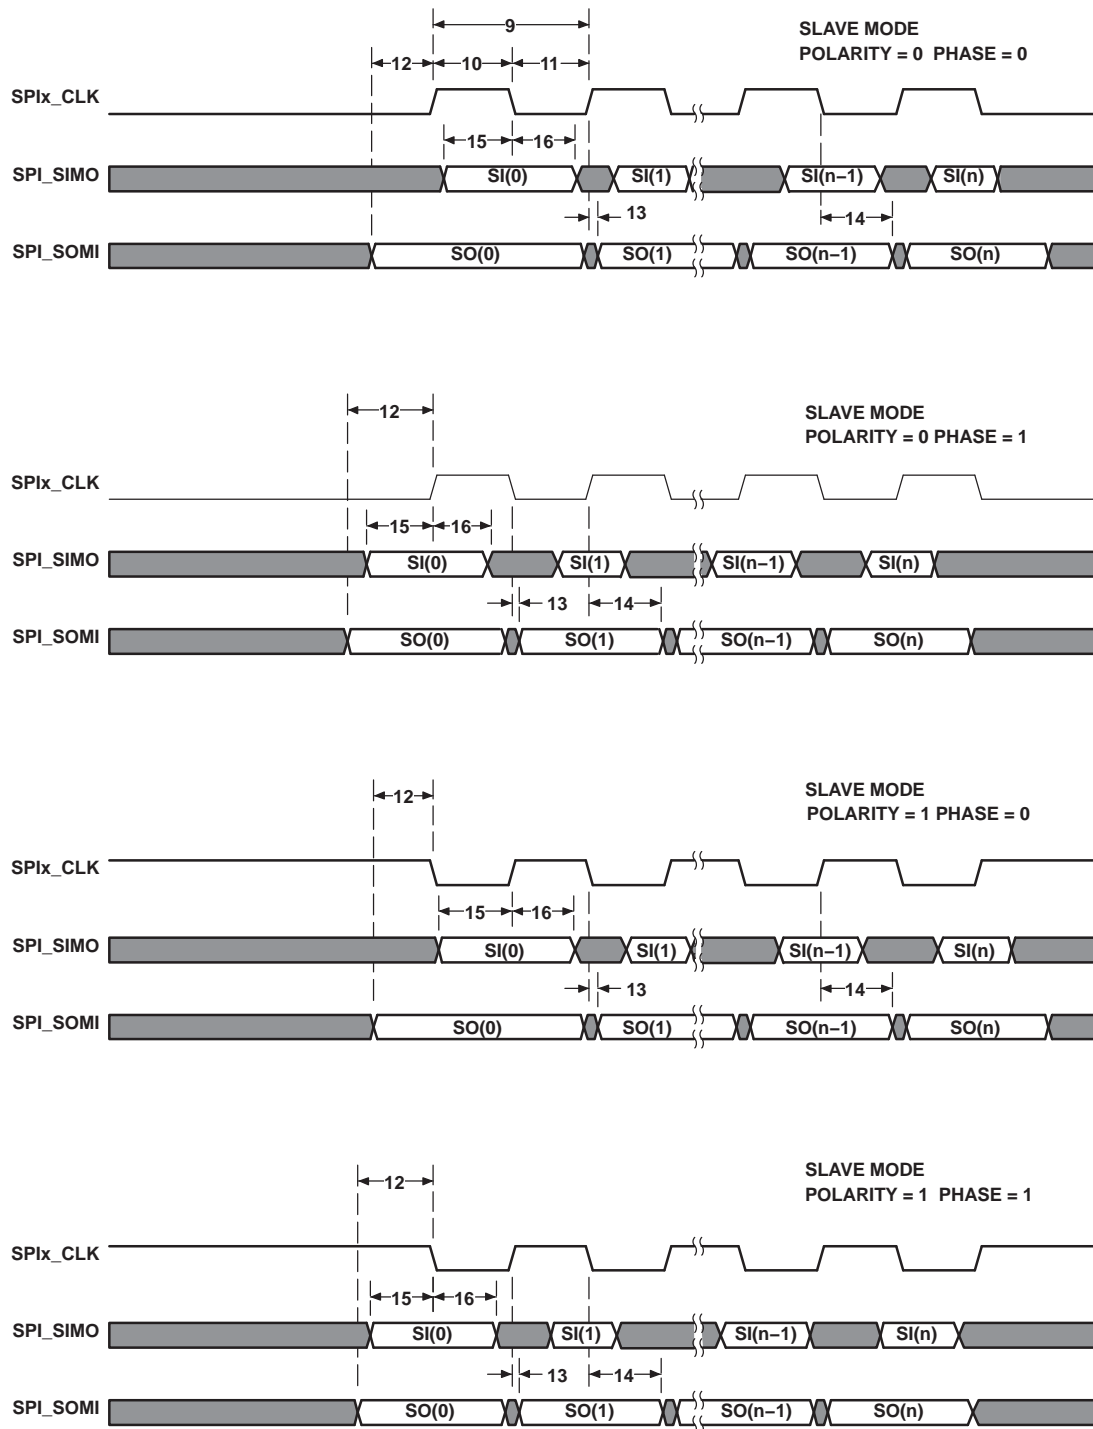 9
SLAVE MODE
POLARITY = 0 PHASE = 0
12 10 11
SPIx_CLK
15 16
SPI_SIMO SI(0) SI(1) SI(n−1) SI(n)
13 14
SPI_SOMI SO(0) SO(1) SO(n−1) SO(n)
12
SLAVE MODE
POLARITY = 0 PHASE = 1
SPIx_CLK
15 16
SPI_SIMO SI(0) SI(1) SI(n−1) SI(n)
13 14
SPI_SOMI SO(0) SO(1) SO(n−1) SO(n)
12
SLAVE MODE
POLARITY = 1 PHASE = 0
SPIx_CLK
15 16
SPI_SIMO SI(0) SI(1) SI(n−1) SI(n)
13 14
SPI_SOMI SO(0) SO(1) SO(n−1) SO(n)
SLAVE MODE
12
POLARITY = 1 PHASE = 1
SPIx_CLK
15 16
SPI_SIMO SI(0) SI(1) SI(n−1) SI(n)
13 14
SPI_SOMI SO(0) SO(1) SO(n−1) SO(n)